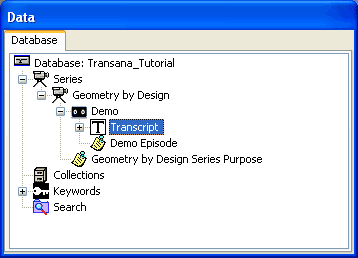 Data
Database
Database: Transana_Tutorial
Series
Geometry by Design
Demo
T Transcript
Demo Episode
Geometry by Design Series Purpose
Collections
Keywords
Search